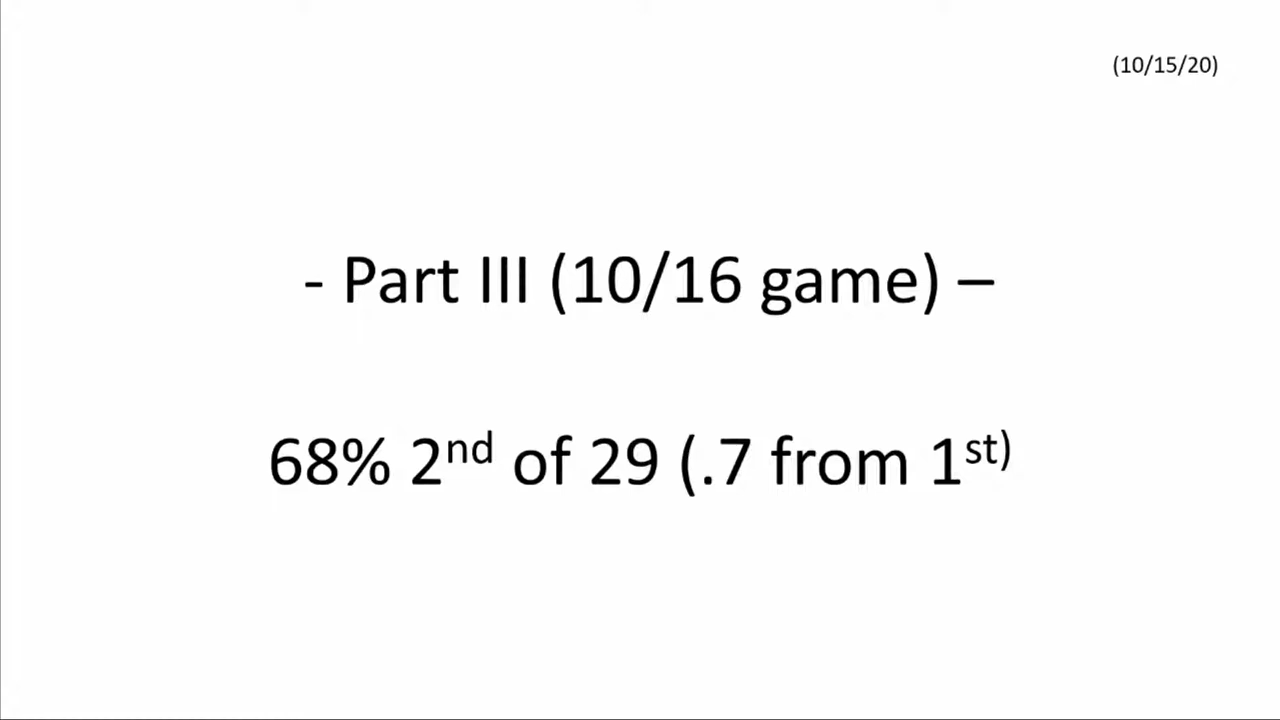 (10/15/20)
- Part III (10/16 game) –
68% 2nd of 29 (.7 from 1st)